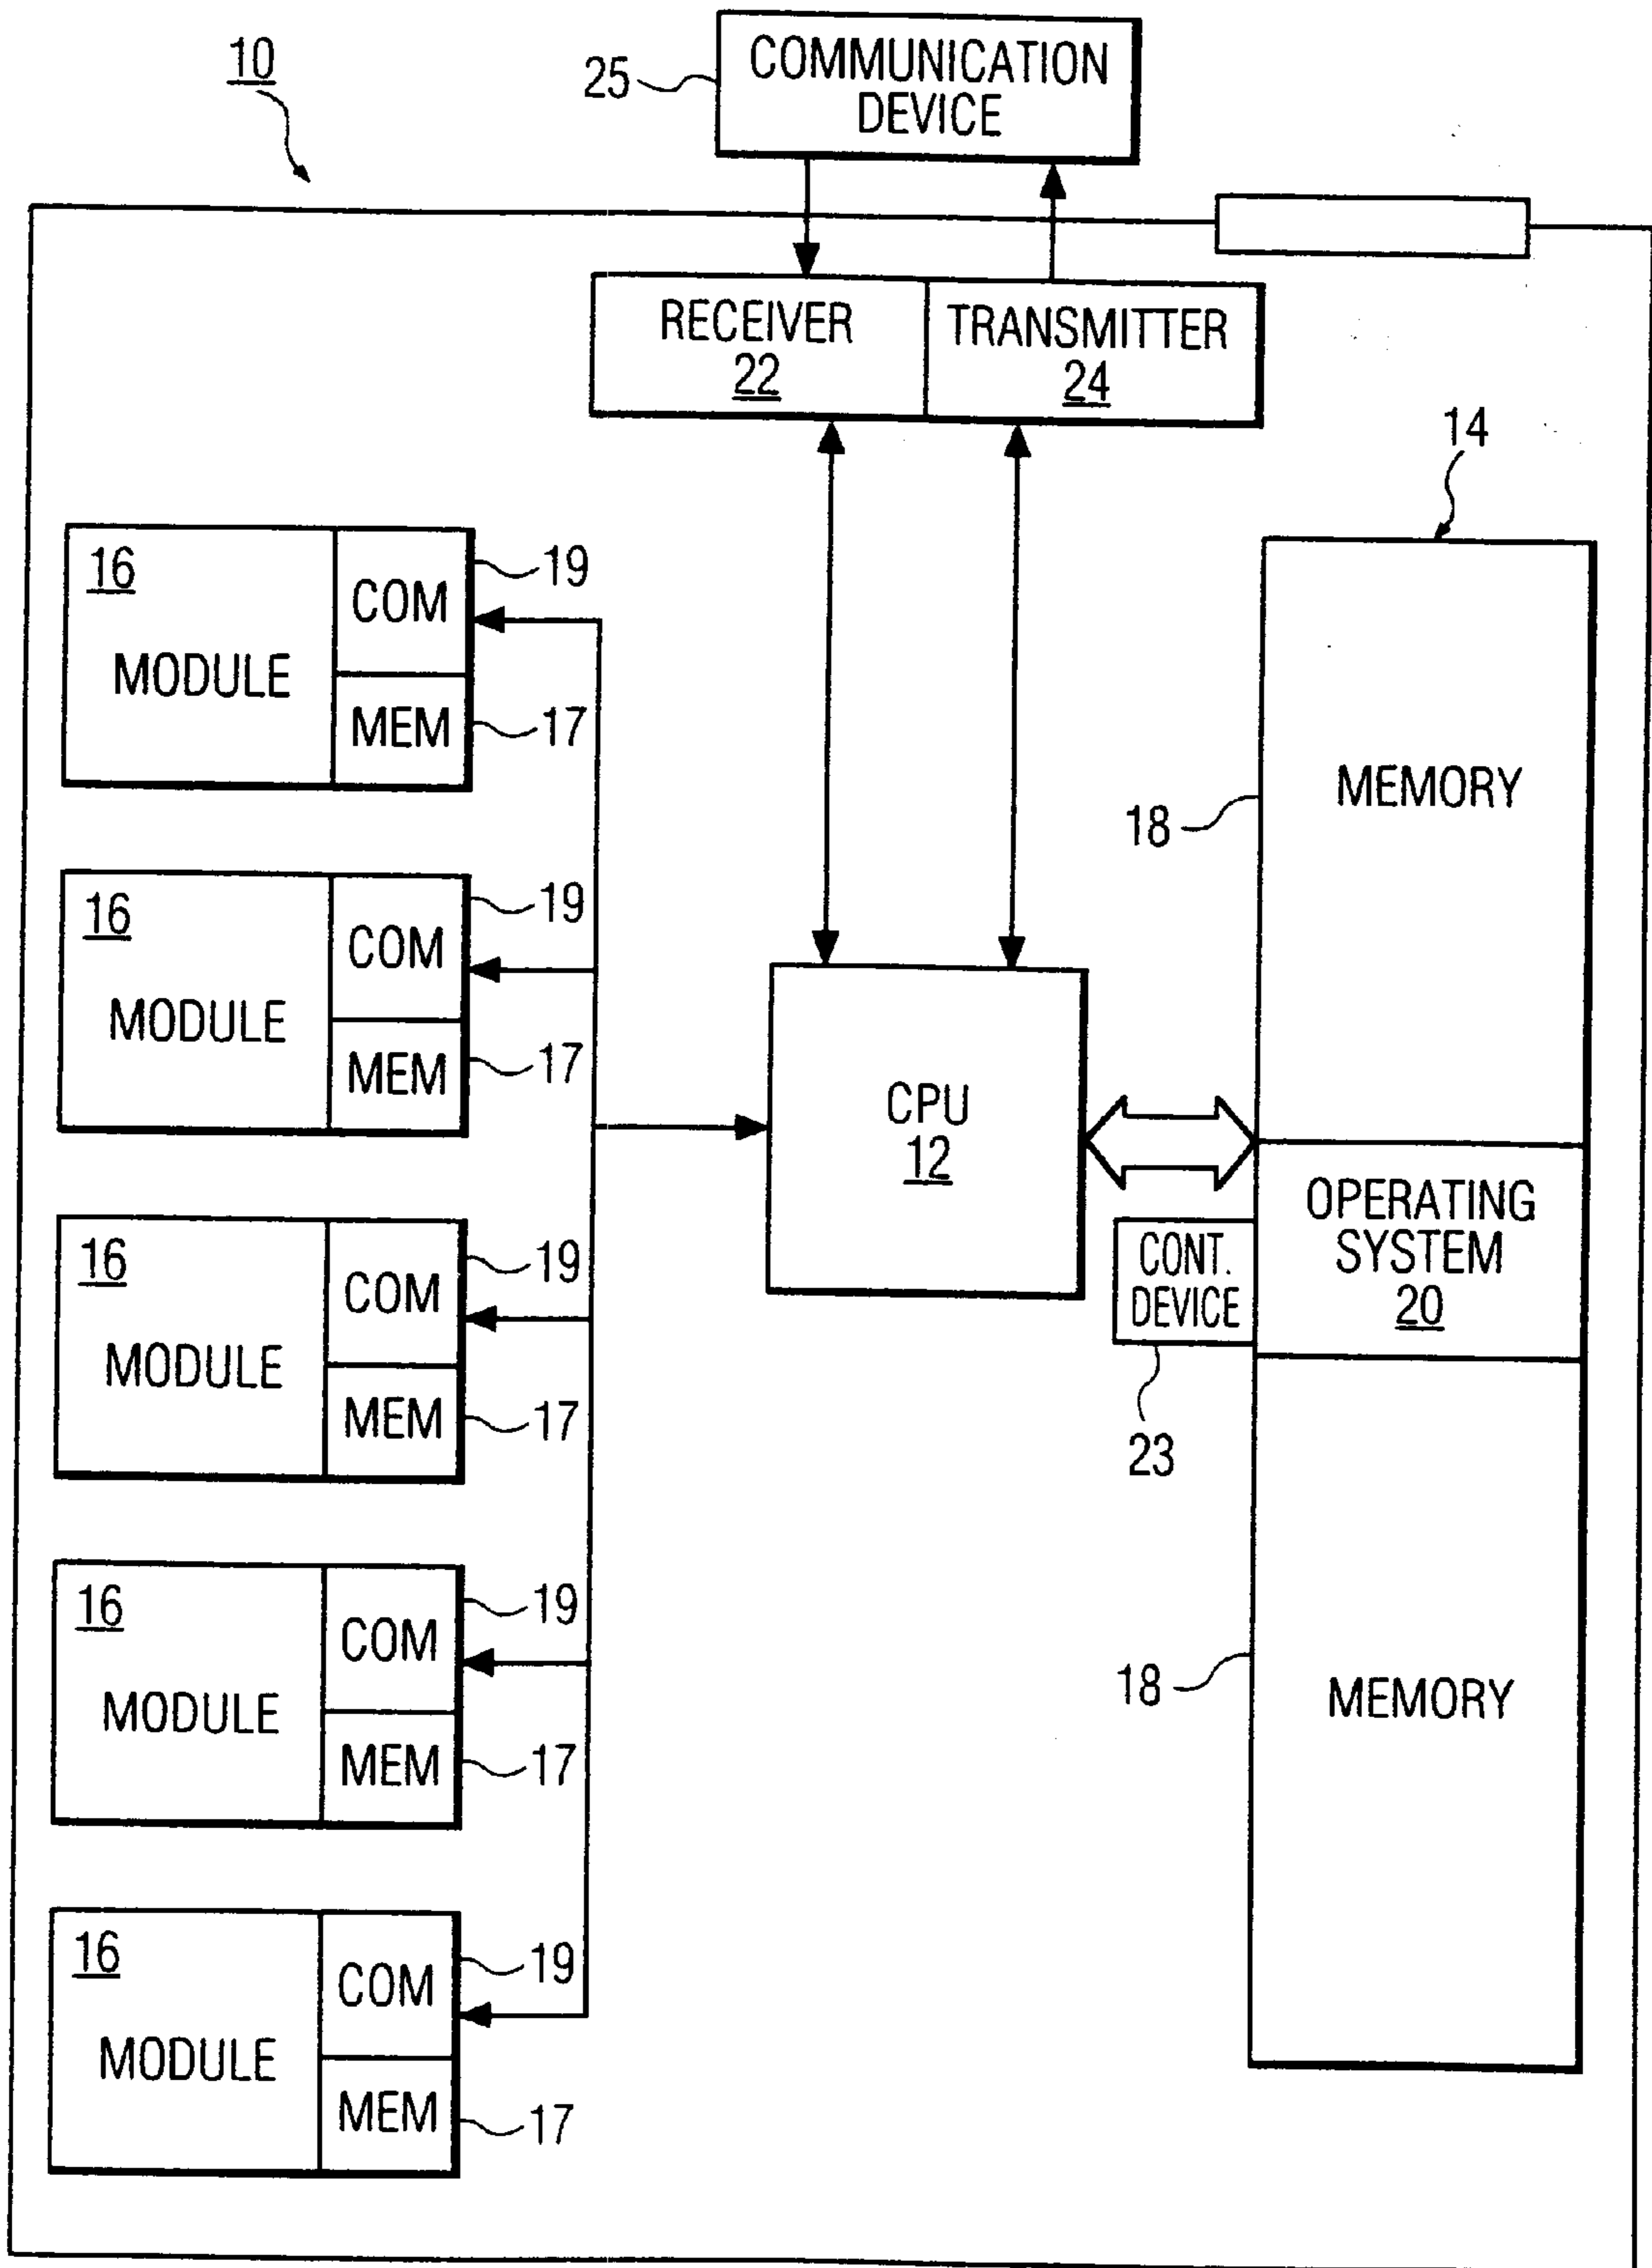 10
25
COMMUNICATION
DEVICE
RECEIVER
22
TRANSMITTER
24
14
16
MODULE
COM
MEM
19
17
16
MODULE
COM
MEM
19
17
16
MODULE
COM
MEM
19
17
16
MODULE
COM
MEM
19
17
16
MODULE
COM
MEM
19
17
CPU
12
18
MEMORY
OPERATING
SYSTEM
20
CONT.
DEVICE
23
18
MEMORY